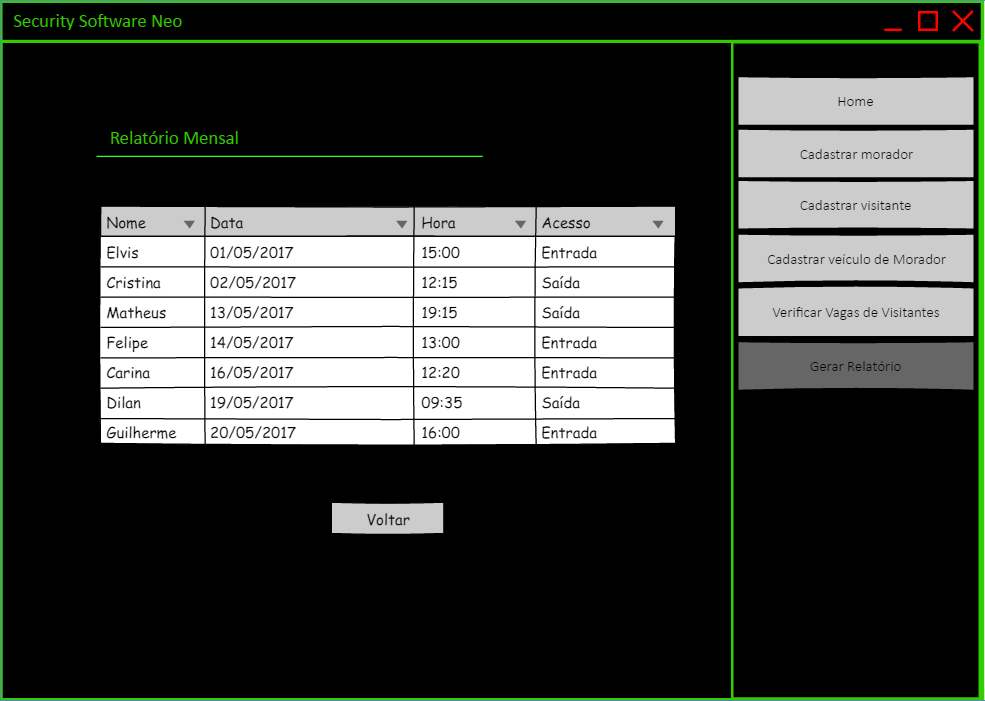 Security Software Neo
Relatório Mensal
Nome Data Hora Acesso
Elvis 01/05/2017 15:00 Entrada
Cristina 02/05/2017 12:15 Saída
Matheus 13/05/2017 19:15 Saída
Felipe 14/05/2017 13:00 Entrada
Carina 16/05/2017 12:20 Entrada
Dilan 19/05/2017 09:35 Saída
Guilherme 20/05/2017 16:00 Entrada
Voltar
Home
Cadastrar morador
Cadastrar visitante
Cadastrar veículo de Morador
Verificar Vagas de Visitantes
Gerar Relatório